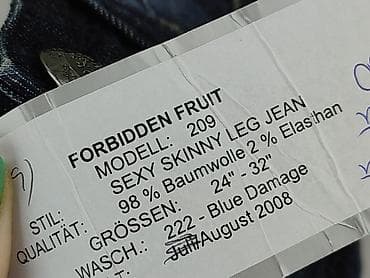 FORBIDDEN FRUIT
MODELL: 209
STIL: SEXY SKINNY LEG JEAN
QUALITÄT: 98 % Baumwolle 2 % Elasthan
GRÖSSEN: 24" - 32"
WASCH.: 222 - Blue Damage
Juli/August 2008